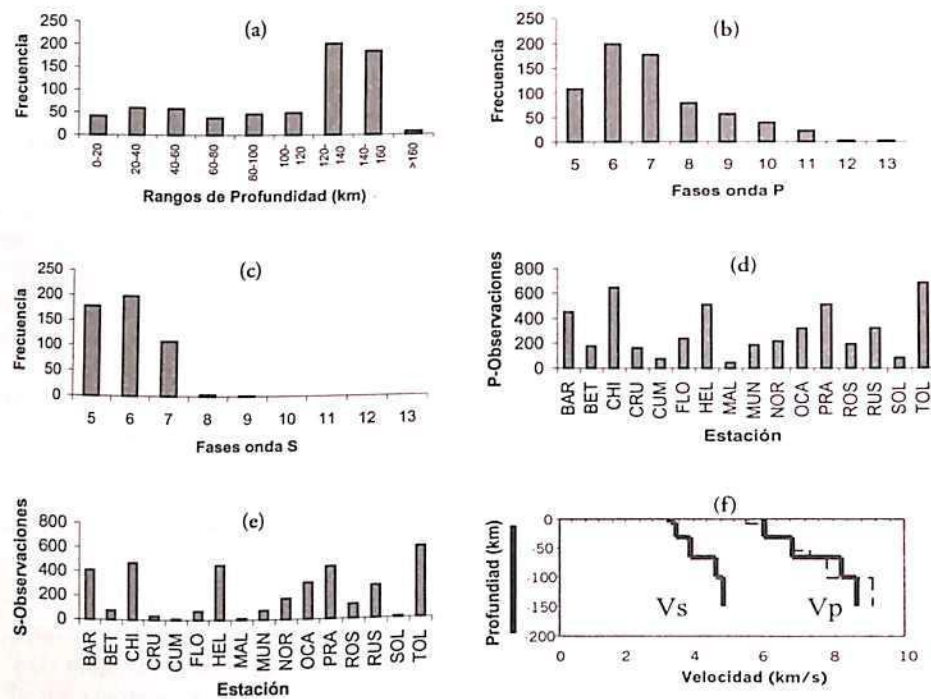 (a)
Frecuencia
250
200
150
100
50
0
0-20
20-40
40-60
60-80
80-100
100-120
120-140
140-160
>160
Rangos de Profundidad (km)
(b)
Frecuencia
250
200
150
100
50
0
5 6 7 8 9 10 11 12 13
Fases onda P
(c)
Frecuencia
250
200
150
100
50
0
5 6 7 8 9 10 11 12 13
Fases onda S
(d)
P-Observaciones
800
600
400
200
0
BAR BET CHI CRU CUM FLO HEL MAL MUN NOR OCA PRA ROS RUS SOL TOL
Estación
(e)
S-Observaciones
800
600
400
200
0
BAR BET CHI CRU CUM FLO HEL MAL MUN NOR OCA PRA ROS RUS SOL TOL
Estación
(f)
Profundiad (km)
0
-50
-100
-150
200
Vs Vp
0 2 4 6 8 10
Velocidad (km/s)